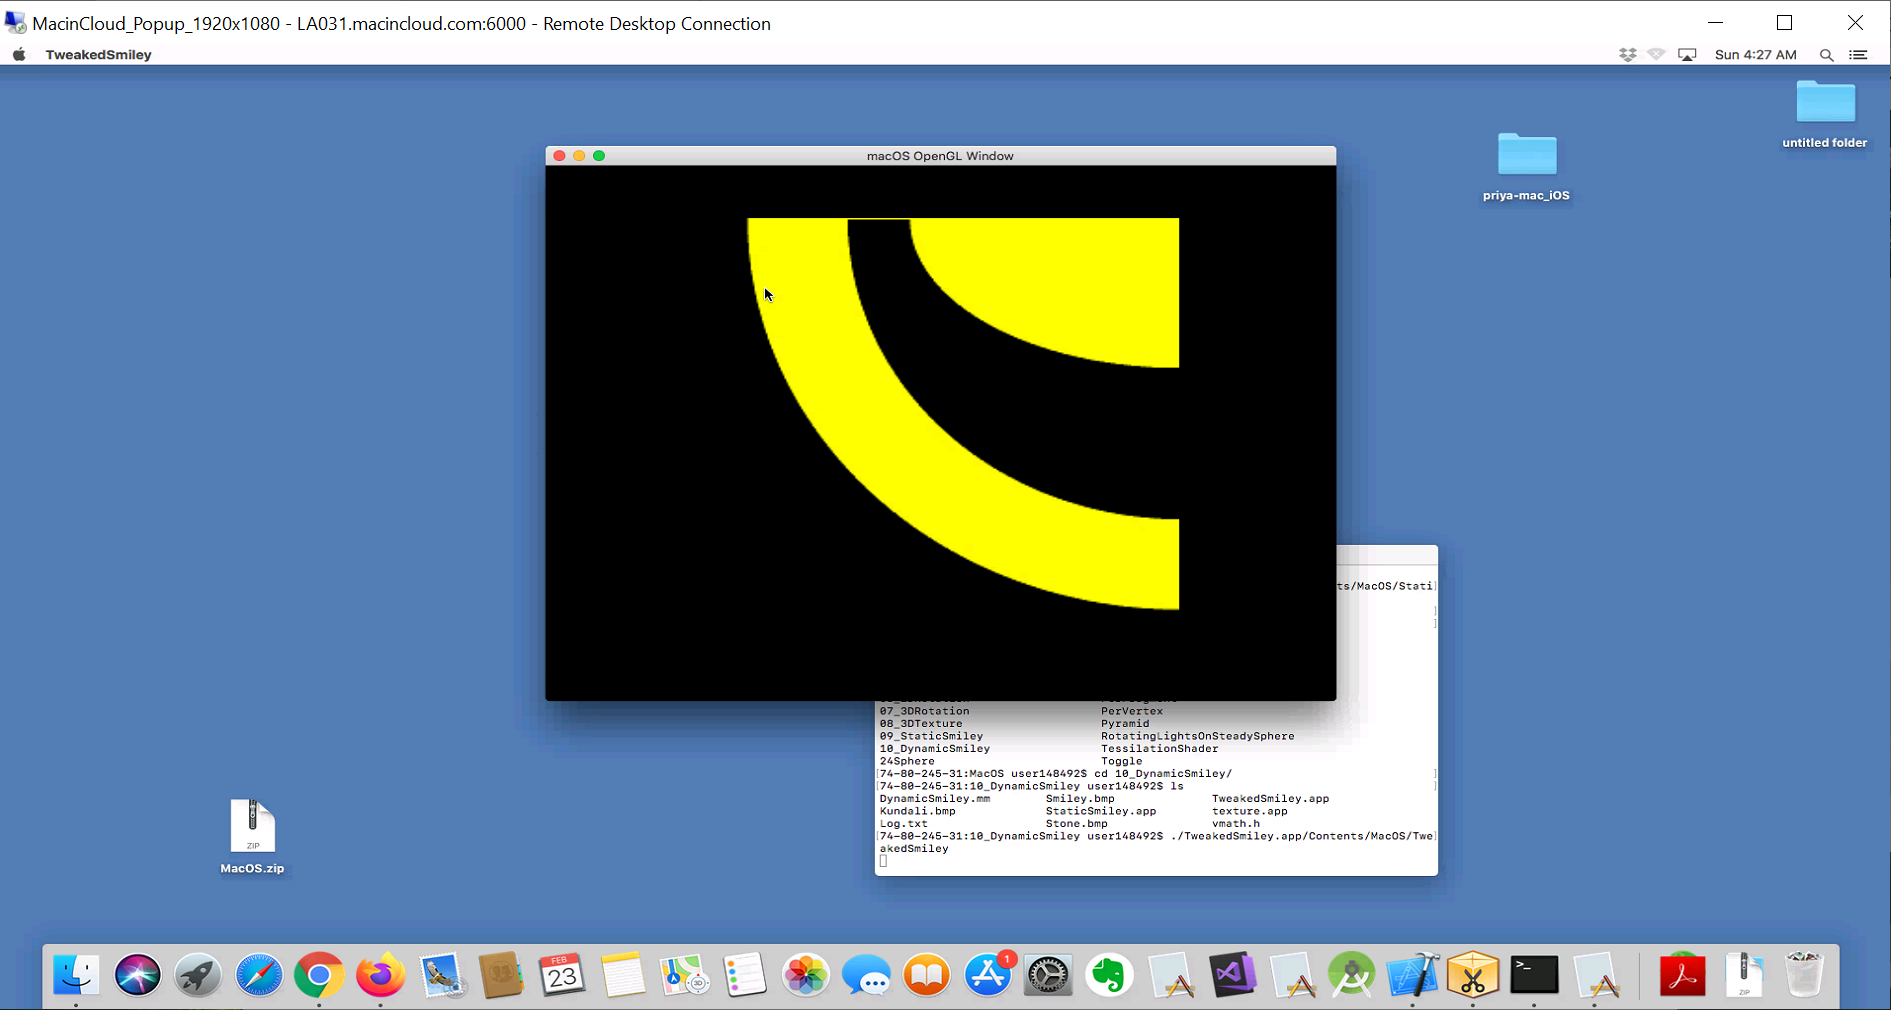 MacinCloud_Popup_1920x1080 - LA031.macincloud.com:6000 - Remote Desktop Connection
TweakedSmiley
Sun 4:27 AM
untitled folder
priya-mac_iOS
macOS OpenGL Window
ts/MacOS/Stati]
]
]
07_3DRotation PerVertex
08_3DTexture Pyramid
09_StaticSmiley RotatingLightsOnSteadySphere
10_DynamicSmiley TessilationShader
24Sphere Toggle
[74-80-245-31:MacOS user148492$ cd 10_DynamicSmiley/ ]
[74-80-245-31:10_DynamicSmiley user148492$ ls ]
DynamicSmiley.mm Smiley.bmp TweakedSmiley.app
Kundali.bmp StaticSmiley.app texture.app
Log.txt Stone.bmp vmath.h
[74-80-245-31:10_DynamicSmiley user148492$ ./TweakedSmiley.app/Contents/MacOS/Twe]
akedSmiley
ZIP
MacOS.zip
FEB
23
3D
1
>_
ZIP